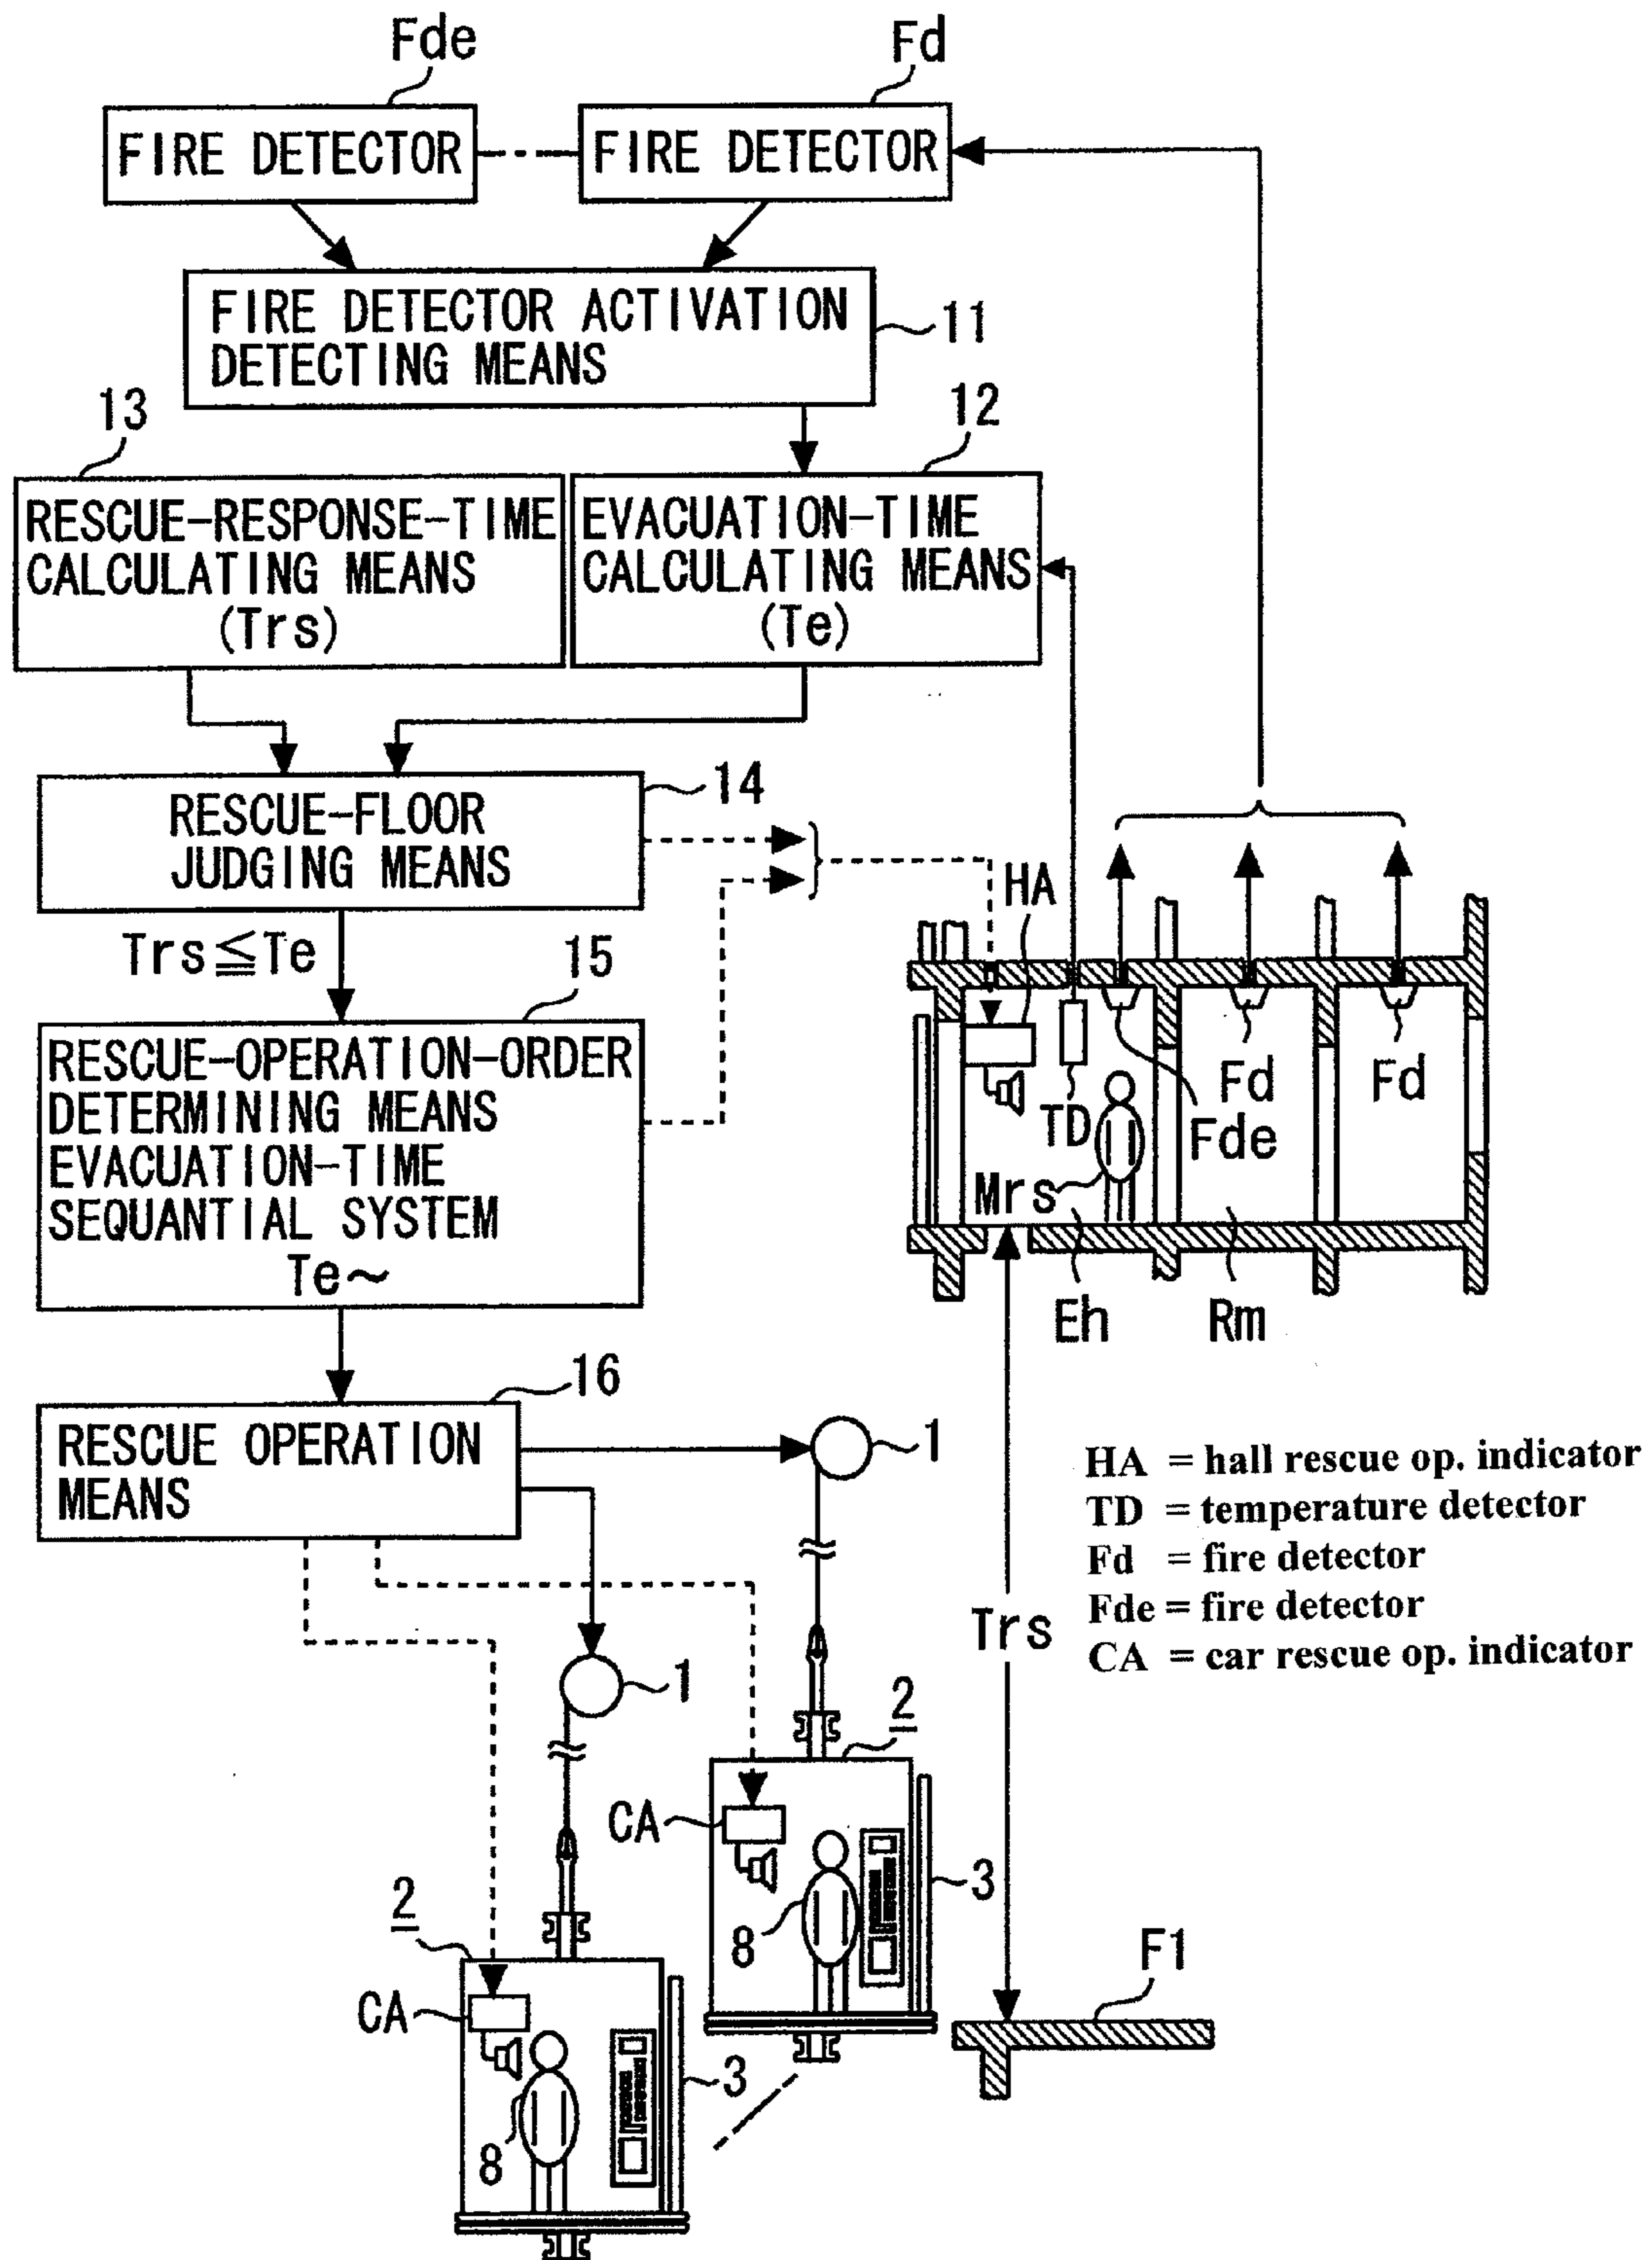 Fde
Fd
FIRE DETECTOR
FIRE DETECTOR
FIRE DETECTOR ACTIVATION
DETECTING MEANS
11
13
12
RESCUE-RESPONSE-TIME
CALCULATING MEANS
(Trs)
EVACUATION-TIME
CALCULATING MEANS
(Te)
14
RESCUE-FLOOR
JUDGING MEANS
HA
Trs≦Te
15
RESCUE-OPERATION-ORDER
DETERMINING MEANS
EVACUATION-TIME
SEQUANTIAL SYSTEM
Te~
TD
Fd
Fd
Fde
Mrs
Eh
Rm
16
RESCUE OPERATION
MEANS
1
1
HA = hall rescue op. indicator
TD = temperature detector
Fd = fire detector
Fde = fire detector
CA = car rescue op. indicator
Trs
2
CA
8
3
2
CA
8
3
F1